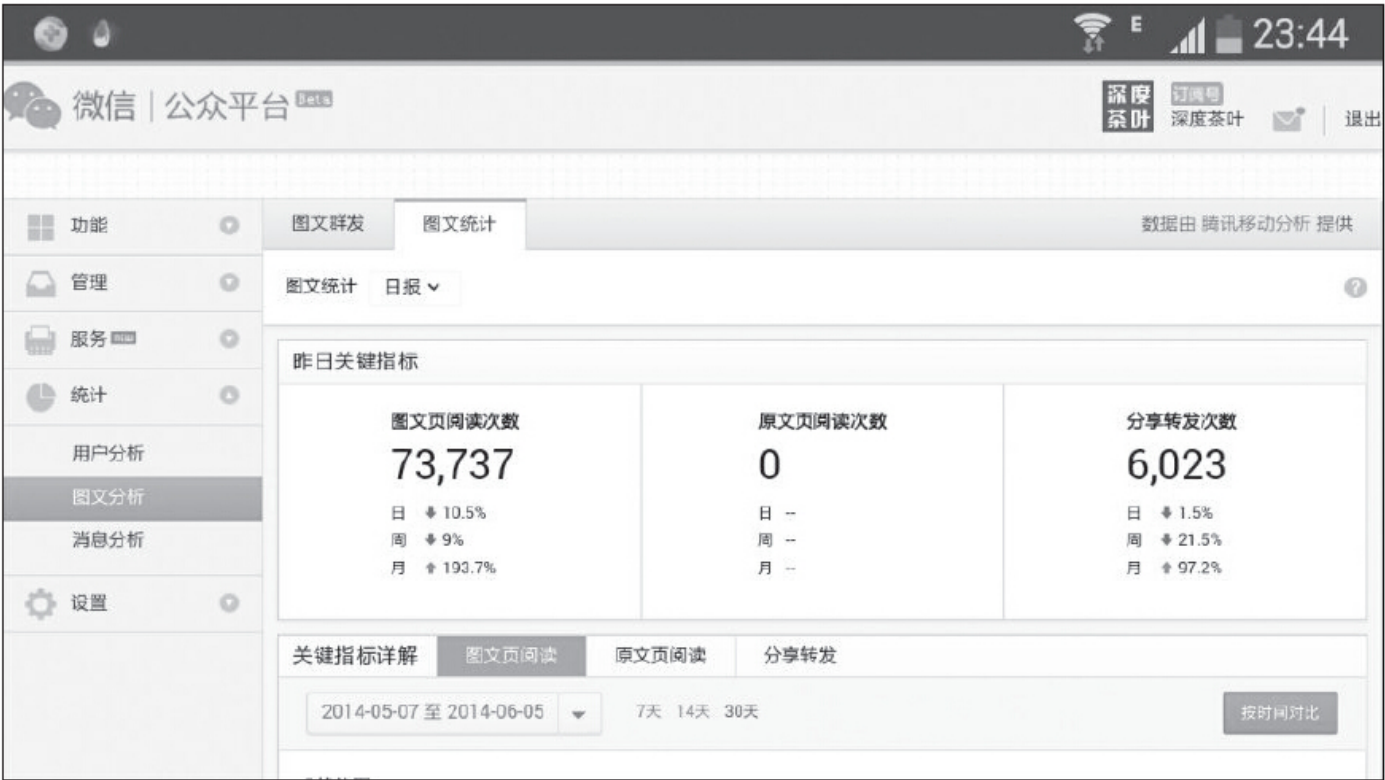 E 23:44
微信 | 公众平台 Beta
深度茶叶
订阅号
深度茶叶
退出
功能
管理
服务 new
统计
用户分析
图文分析
消息分析
设置
图文群发 图文统计 数据由 腾讯移动分析 提供
图文统计 日报
?
昨日关键指标
图文页阅读次数
73,737
日 10.5%
周 9%
月 193.7%
原文页阅读次数
0
日 --
周 --
月 --
分享转发次数
6,023
日 1.5%
周 21.5%
月 97.2%
关键指标详解 图文页阅读 原文页阅读 分享转发
2014-05-07 至 2014-06-05 7天 14天 30天 按时间对比